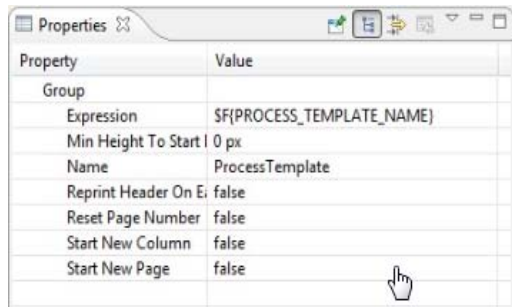 Properties
Property Value
Group
Expression $F{PROCESS_TEMPLATE_NAME}
Min Height To Start 0 px
Name ProcessTemplate
Reprint Header On Ea false
Reset Page Number false
Start New Column false
Start New Page false